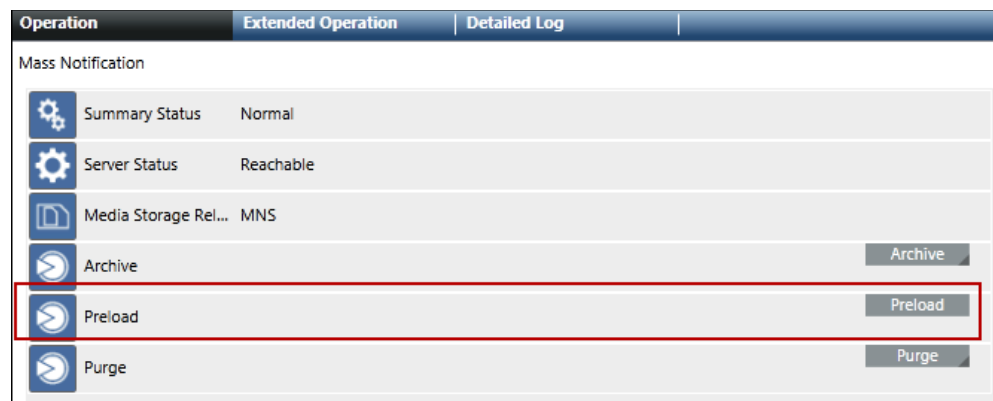 Operation Extended Operation Detailed Log
Mass Notification
Summary Status Normal
Server Status Reachable
Media Storage Rel... MNS
Archive Archive
Preload Preload
Purge Purge